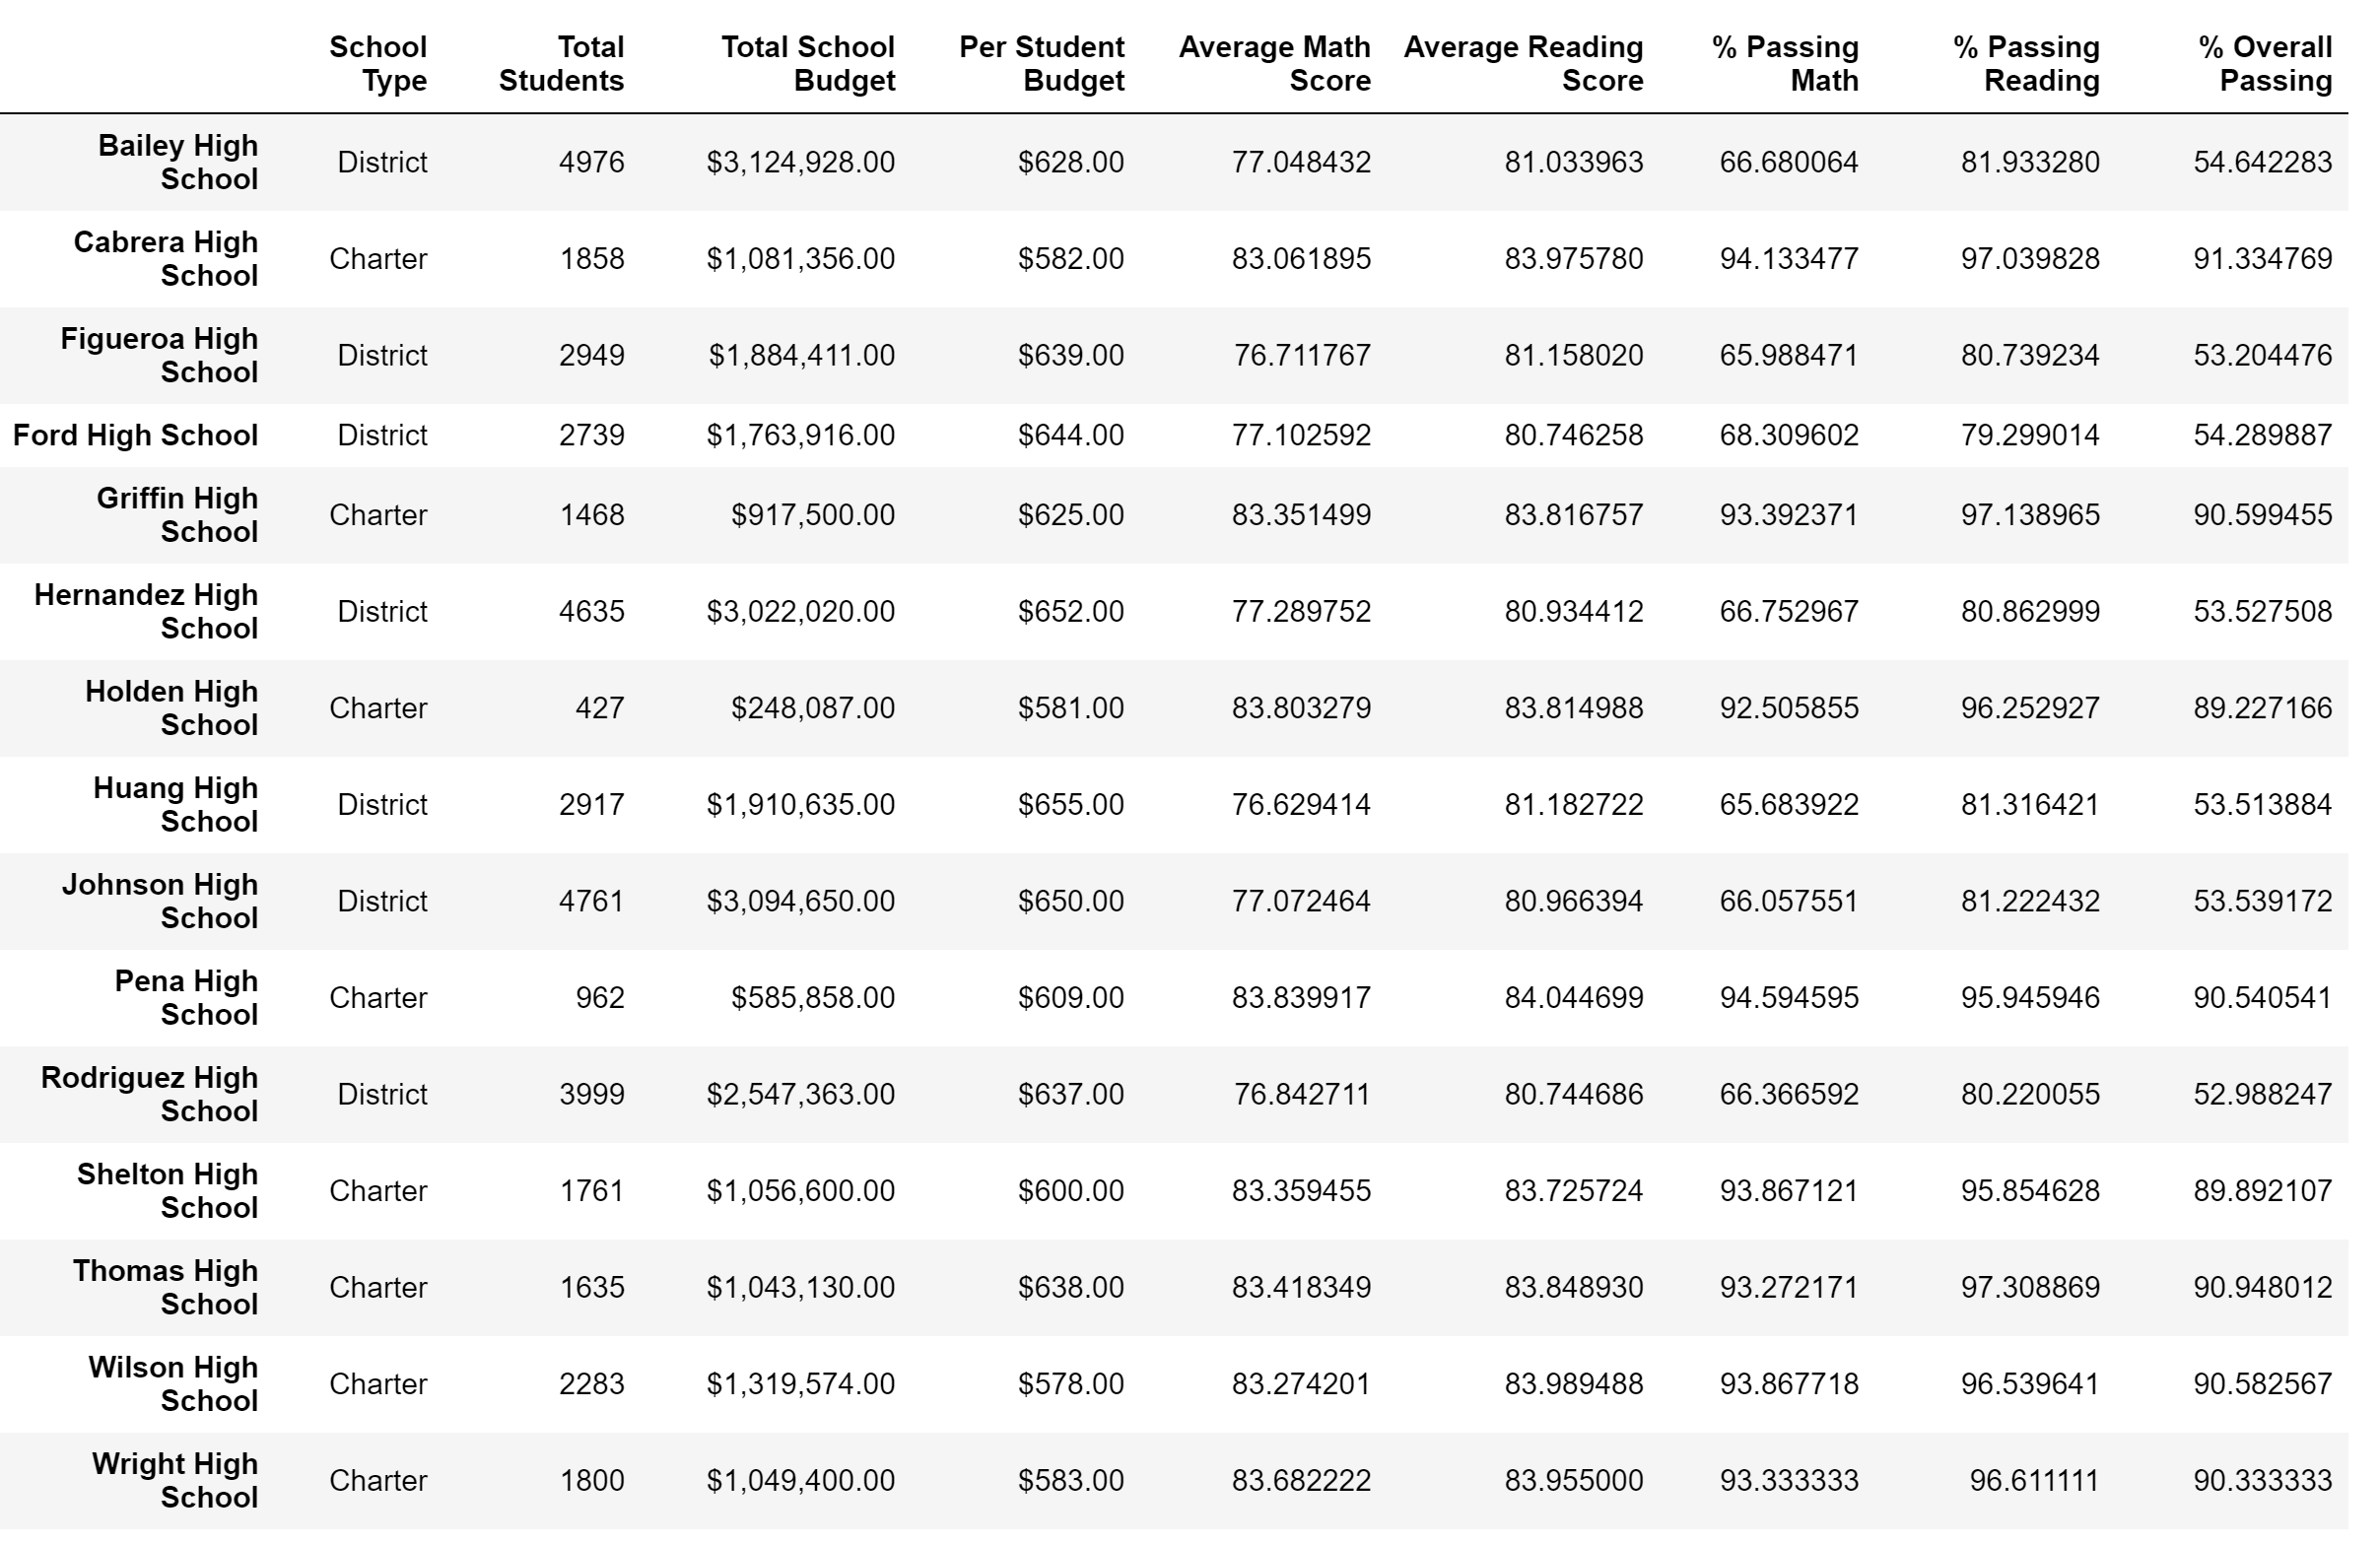 School Type Total Students Total School Budget Per Student Budget Average Math Score Average Reading Score % Passing Math % Passing Reading % Overall Passing
Bailey High School District 4976 $3,124,928.00 $628.00 77.048432 81.033963 66.680064 81.933280 54.642283
Cabrera High School Charter 1858 $1,081,356.00 $582.00 83.061895 83.975780 94.133477 97.039828 91.334769
Figueroa High School District 2949 $1,884,411.00 $639.00 76.711767 81.158020 65.988471 80.739234 53.204476
Ford High School District 2739 $1,763,916.00 $644.00 77.102592 80.746258 68.309602 79.299014 54.289887
Griffin High School Charter 1468 $917,500.00 $625.00 83.351499 83.816757 93.392371 97.138965 90.599455
Hernandez High School District 4635 $3,022,020.00 $652.00 77.289752 80.934412 66.752967 80.862999 53.527508
Holden High School Charter 427 $248,087.00 $581.00 83.803279 83.814988 92.505855 96.252927 89.227166
Huang High School District 2917 $1,910,635.00 $655.00 76.629414 81.182722 65.683922 81.316421 53.513884
Johnson High School District 4761 $3,094,650.00 $650.00 77.072464 80.966394 66.057551 81.222432 53.539172
Pena High School Charter 962 $585,858.00 $609.00 83.839917 84.044699 94.594595 95.945946 90.540541
Rodriguez High School District 3999 $2,547,363.00 $637.00 76.842711 80.744686 66.366592 80.220055 52.988247
Shelton High School Charter 1761 $1,056,600.00 $600.00 83.359455 83.725724 93.867121 95.854628 89.892107
Thomas High School Charter 1635 $1,043,130.00 $638.00 83.418349 83.848930 93.272171 97.308869 90.948012
Wilson High School Charter 2283 $1,319,574.00 $578.00 83.274201 83.989488 93.867718 96.539641 90.582567
Wright High School Charter 1800 $1,049,400.00 $583.00 83.682222 83.955000 93.333333 96.611111 90.333333